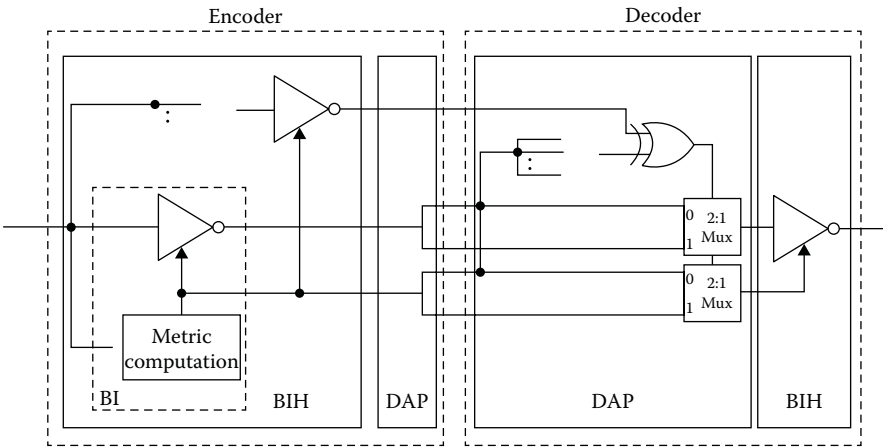 Encoder
Decoder
0
2:1
Mux
1
0
2:1
Mux
1
Metric
computation
BI
BIH
DAP
DAP
BIH